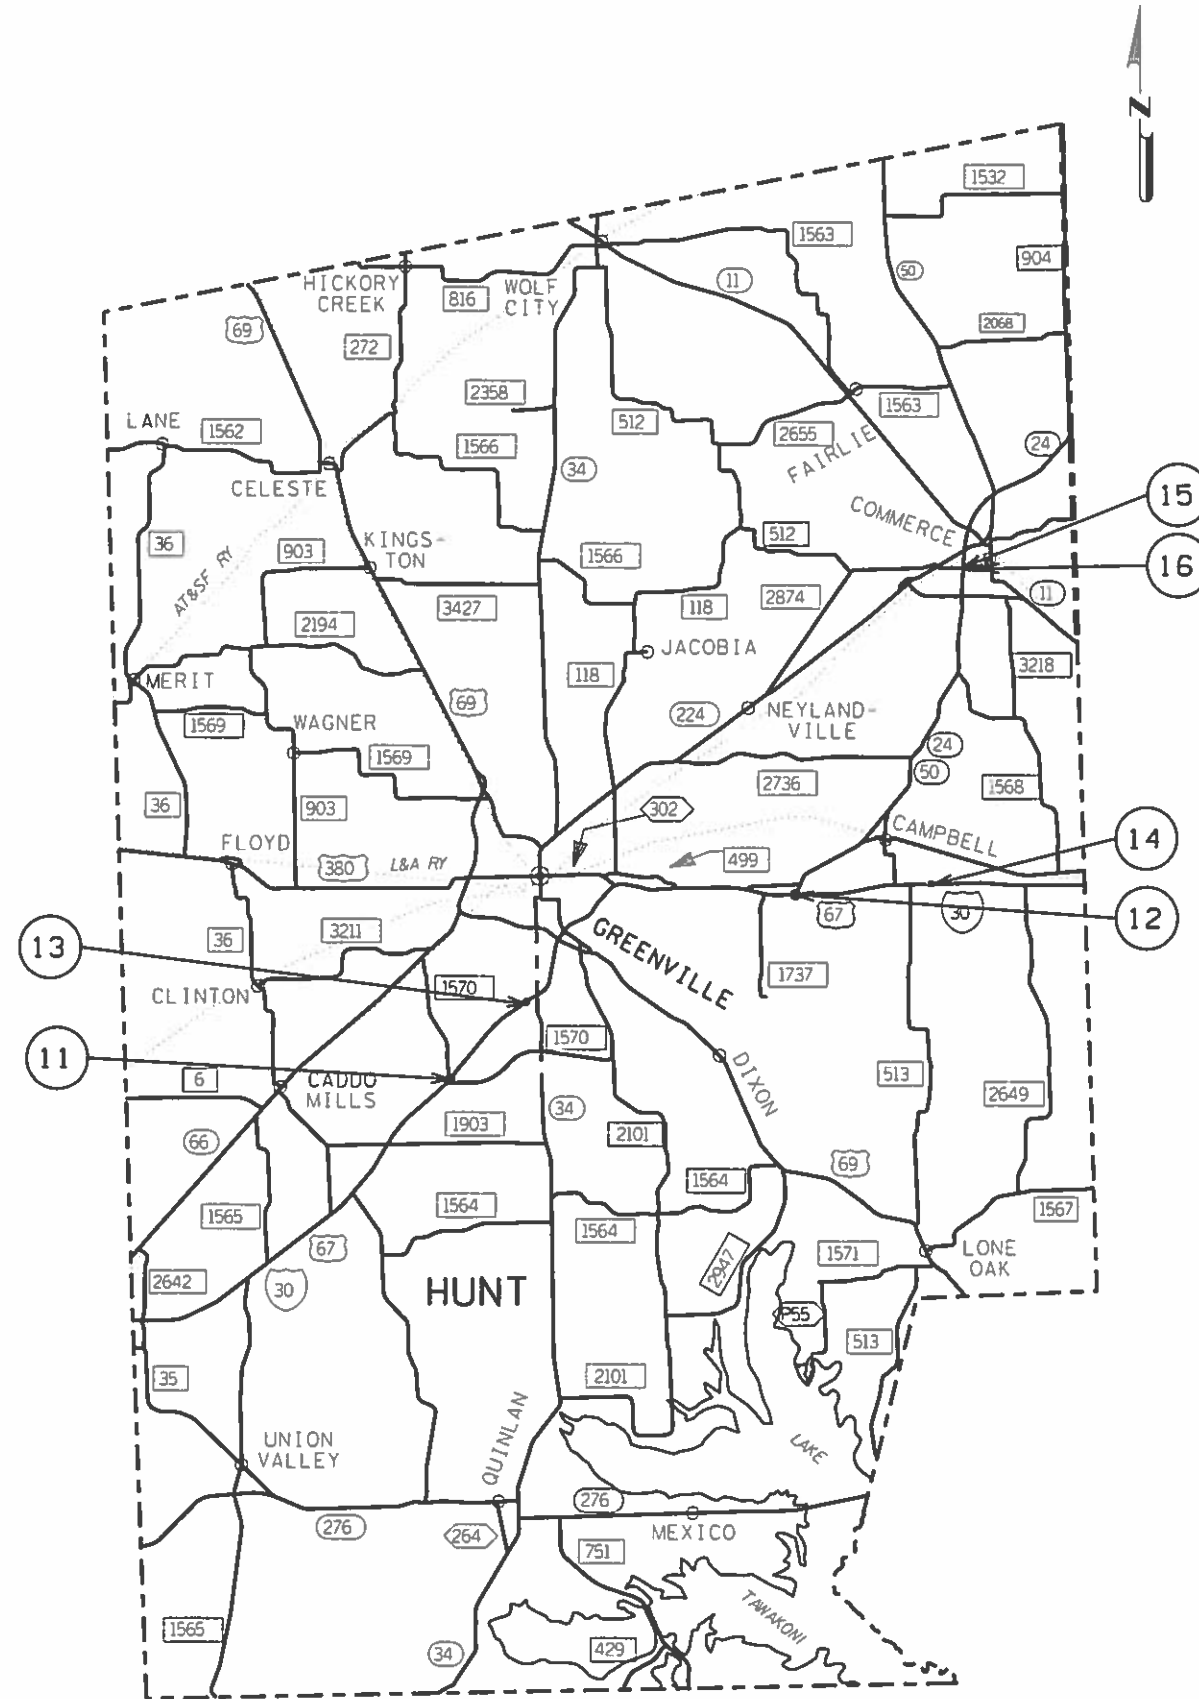 N
1532
1563
904
50
HICKORY
CREEK
WOLF
CITY
816
11
69
272
2068
2358
1563
LANE
1562
512
2655
FAIRLIE
24
1566
34
CELESTE
15
COMMERCE
36
903
KINGS-
TON
512
1566
16
AT&SF RY
3427
118
2874
11
2194
JACOBIA
MERIT
118
3218
69
224
NEYLAND-
VILLE
1569
WAGNER
24
1569
50
2736
1568
36
903
302
CAMPBELL
14
FLOYD
380
L&A RY
499
67
30
12
36
3211
GREENVILLE
13
1570
1737
CLINTON
1570
11
DIXON
6
CADDO
MILLS
513
2649
34
1903
2101
66
69
1564
1565
1564
1564
1567
67
2947
1571
LONE
OAK
2642
30
HUNT
P55
513
35
2101
QUINLAN
UNION
VALLEY
LAKE
276
276
264
MEXICO
751
TAWAKONI
1565
34
429